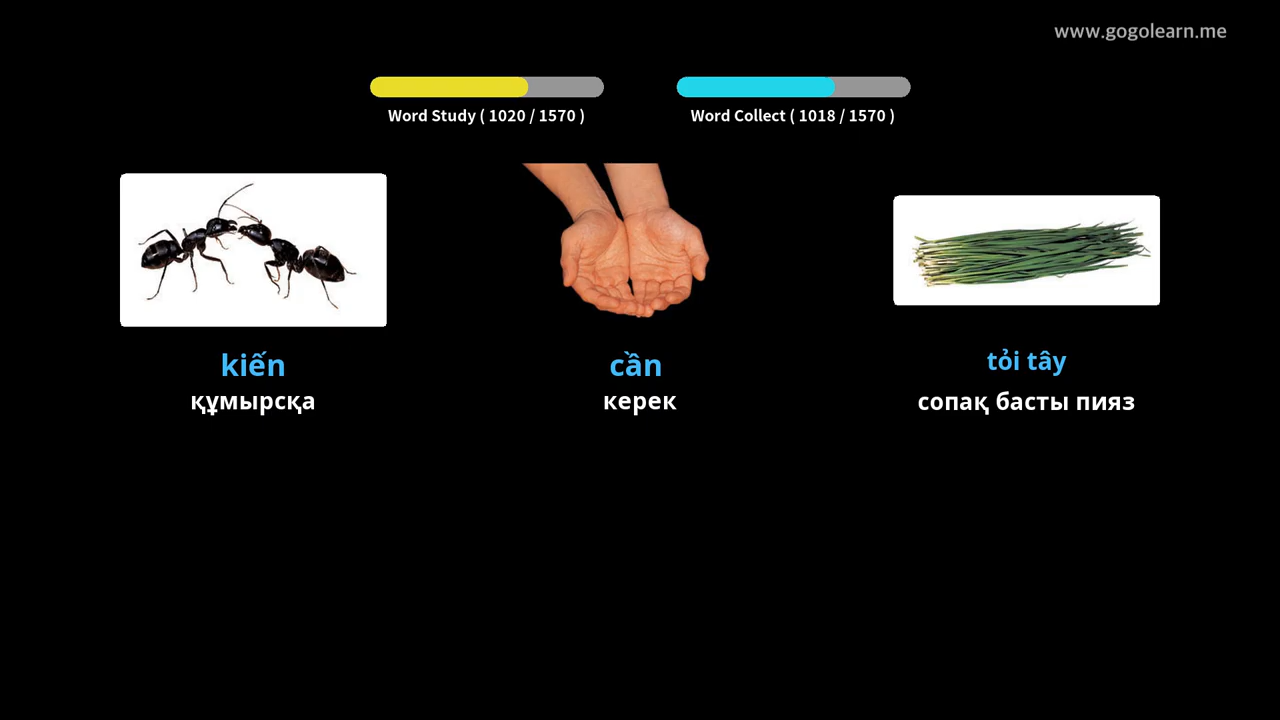 www.gogolearn.me
Word Study ( 1020 / 1570 )
Word Collect ( 1018 / 1570 )
kiến
құмырсқа
cần
керек
tỏi tây
сопақ басты пияз